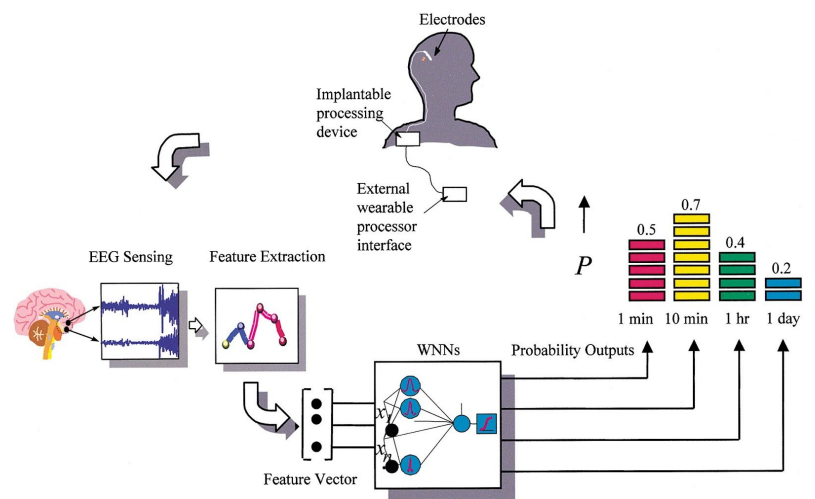 Electrodes
Implantable
processing
device
External
wearable
processor
interface
P
0.5
0.7
0.4
0.2
1 min
10 min
1 hr
1 day
EEG Sensing
Feature Extraction
WNNs
Probability Outputs
x1
xn
L
Feature Vector